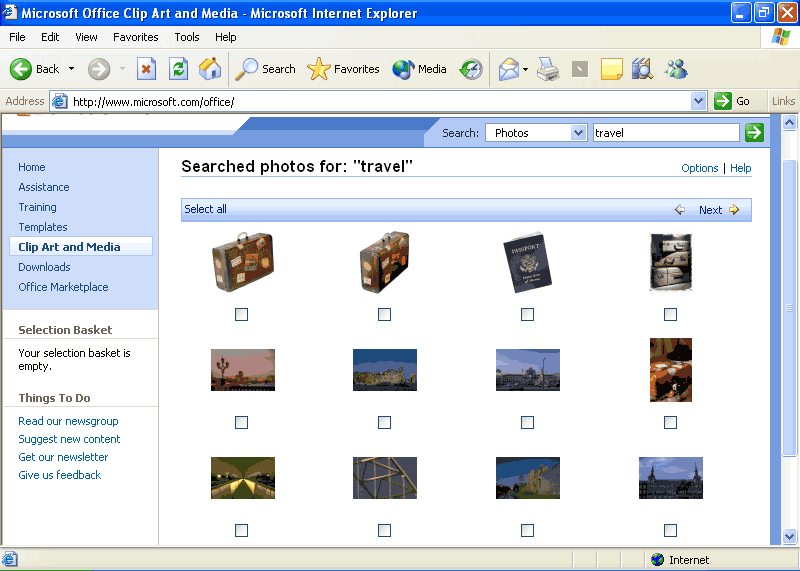 Microsoft Office Clip Art and Media - Microsoft Internet Explorer
File Edit View Favorites Tools Help
Back Search Favorites Media
Address http://www.microsoft.com/office/ Go Links
Search: Photos travel
Home
Assistance
Training
Templates
Clip Art and Media
Downloads
Office Marketplace
Selection Basket
Your selection basket is
empty.
Things To Do
Read our newsgroup
Suggest new content
Get our newsletter
Give us feedback
Searched photos for: "travel"
Options | Help
Select all Next
PASSPORT
Internet